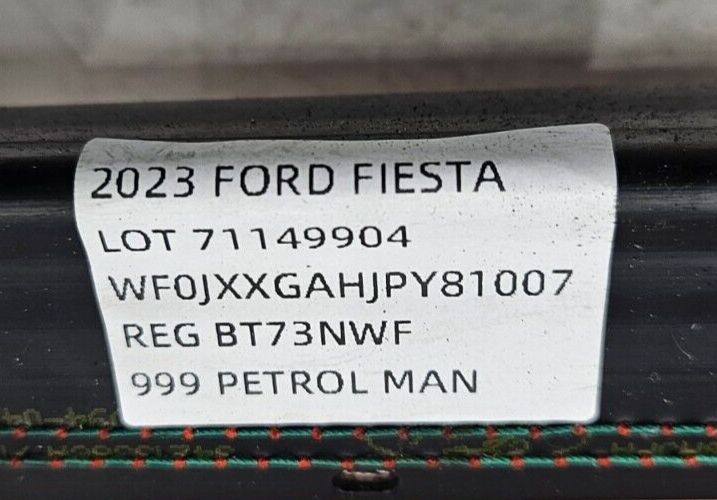 2023 FORD FIESTA
LOT 71149904
WF0JXXGAHJPY81007
REG BT73NWF
999 PETROL MAN